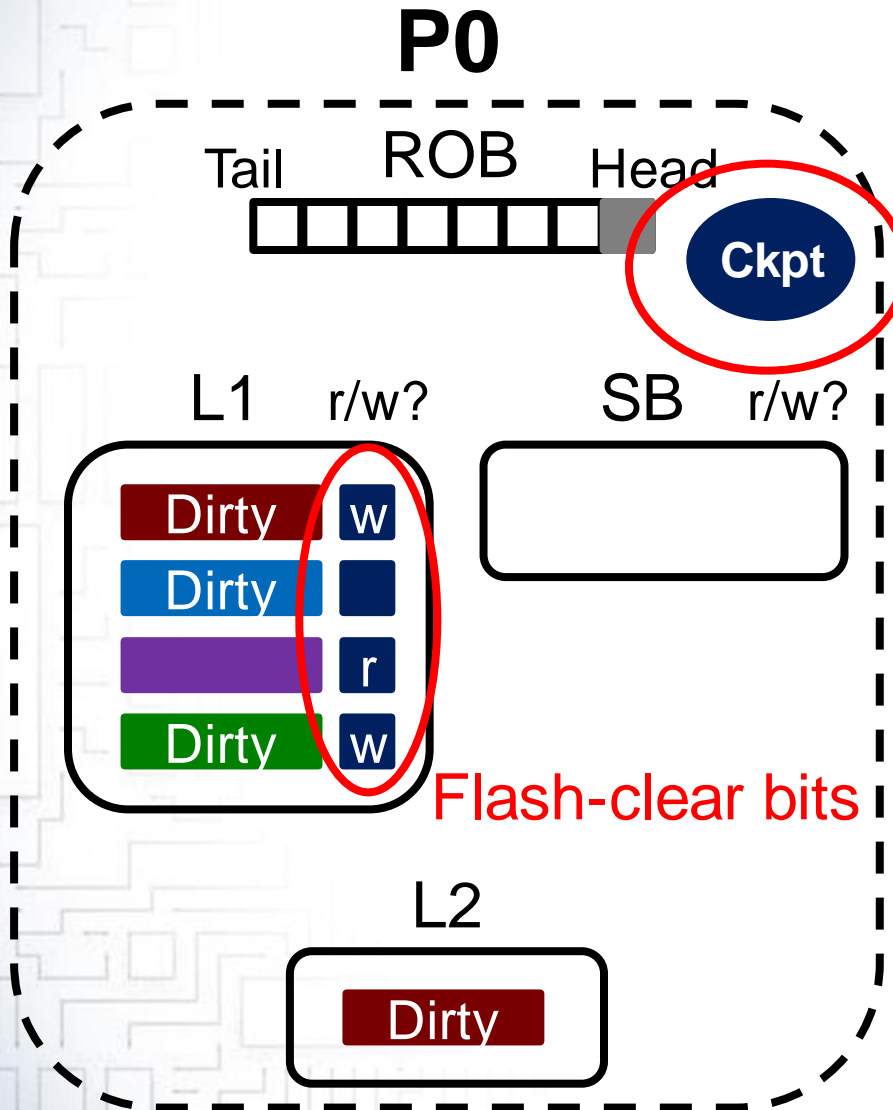 P0
Tail ROB Head
Ckpt
L1 r/w? SB r/w?
Dirty w
Dirty
r
Dirty w
Flash-clear bits
L2
Dirty